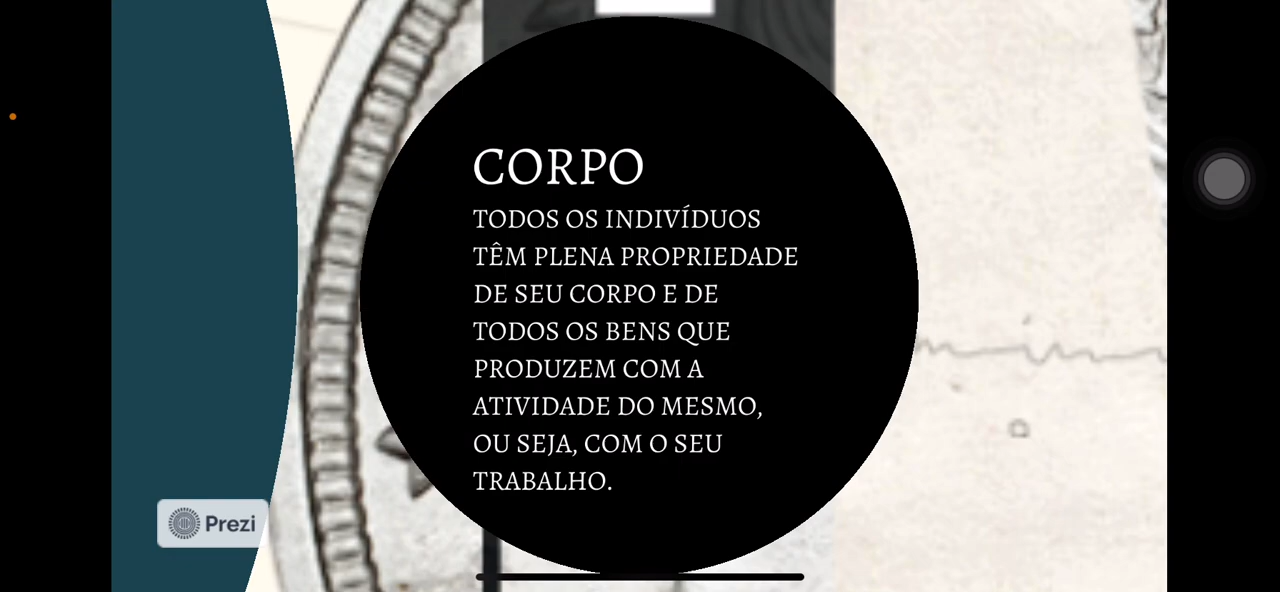 CORPO
TODOS OS INDIVÍDUOS
TÊM PLENA PROPRIEDADE
DE SEU CORPO E DE
TODOS OS BENS QUE
PRODUZEM COM A
ATIVIDADE DO MESMO,
OU SEJA, COM O SEU
TRABALHO.
Prezi